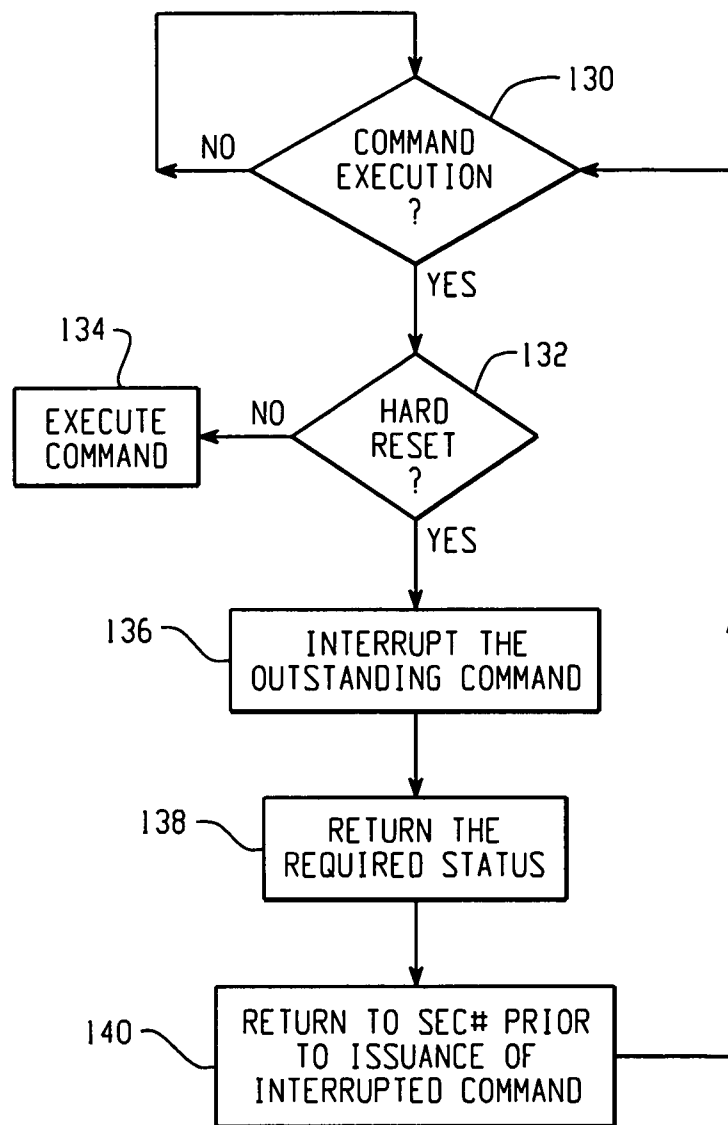 130
COMMAND
EXECUTION
?
NO
YES
134
132
EXECUTE
COMMAND
NO
HARD
RESET
?
YES
136
INTERRUPT THE
OUTSTANDING COMMAND
138
RETURN THE
REQUIRED STATUS
140
RETURN TO SEC# PRIOR
TO ISSUANCE OF
INTERRUPTED COMMAND